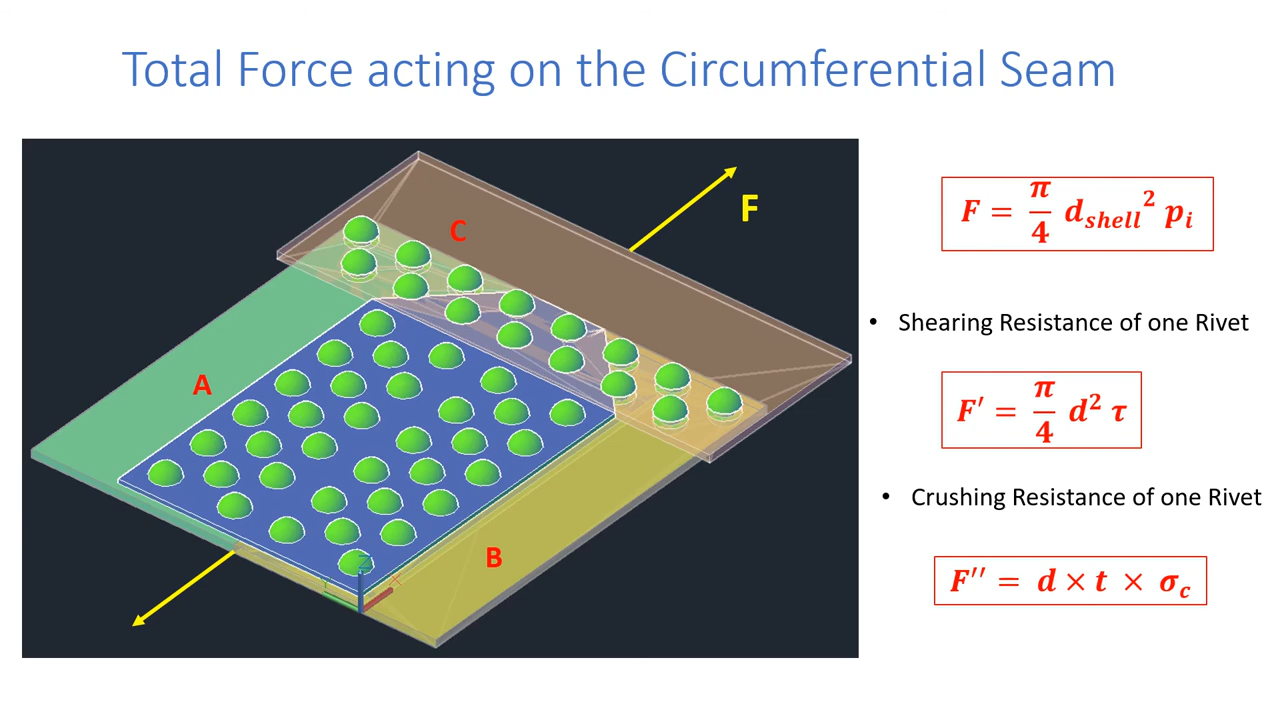 Total Force acting on the Circumferential Seam
F
C
A
B
Z
X
Y
F = π/4 d_shell² p_i
• Shearing Resistance of one Rivet
F′ = π/4 d² τ
• Crushing Resistance of one Rivet
F′′ = d × t × σ_c